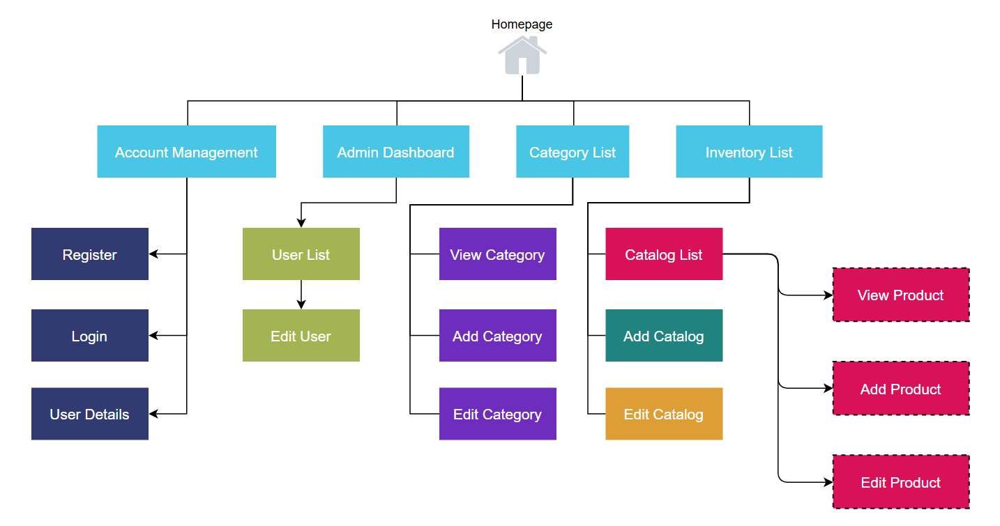 Homepage
Account Management
Admin Dashboard
Category List
Inventory List
Register
User List
View Category
Catalog List
View Product
Login
Edit User
Add Category
Add Catalog
Add Product
User Details
Edit Category
Edit Catalog
Edit Product